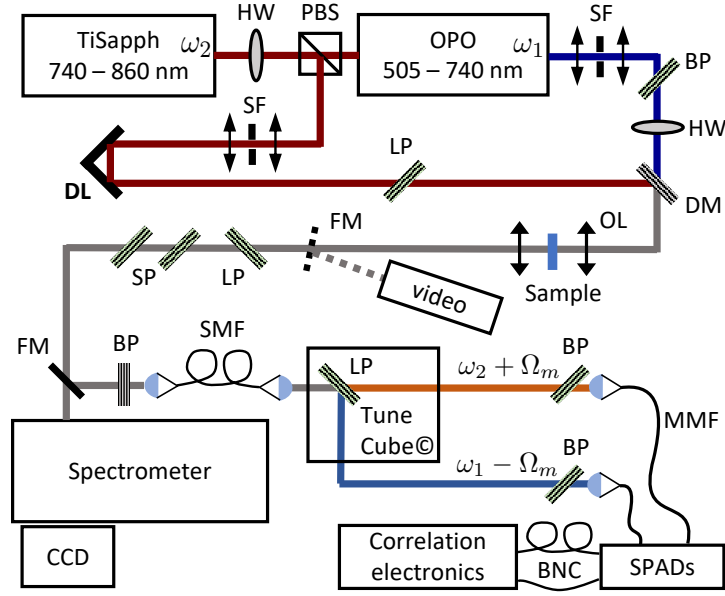 HW
PBS
SF
TiSapph
ω₂
740 – 860 nm
OPO
ω₁
505 – 740 nm
BP
SF
HW
LP
DL
DM
FM
OL
SP
LP
video
Sample
FM
BP
SMF
LP
ω₂ + Ωₘ
BP
Tune
Cube©
MMF
Spectrometer
ω₁ − Ωₘ
BP
CCD
Correlation
electronics
BNC
SPADs